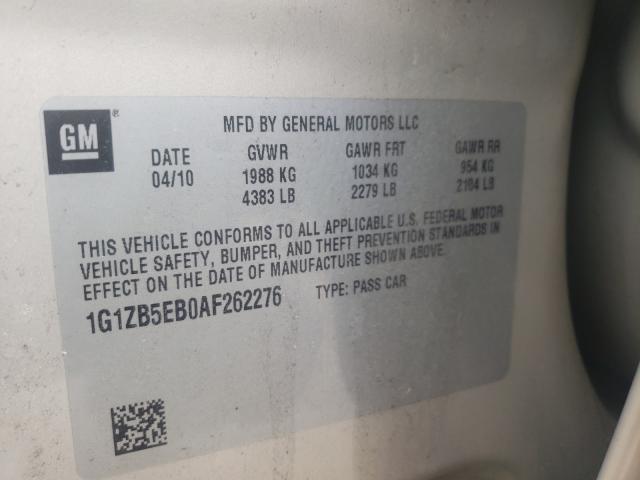 GM®
MFD BY GENERAL MOTORS LLC
DATE GVWR GAWR FRT GAWR RR
04/10 1988 KG 1034 KG 954 KG
4383 LB 2279 LB 2104 LB
THIS VEHICLE CONFORMS TO ALL APPLICABLE U.S. FEDERAL MOTOR
VEHICLE SAFETY, BUMPER, AND THEFT PREVENTION STANDARDS IN
EFFECT ON THE DATE OF MANUFACTURE SHOWN ABOVE.
1G1ZB5EB0AF262276 TYPE: PASS CAR